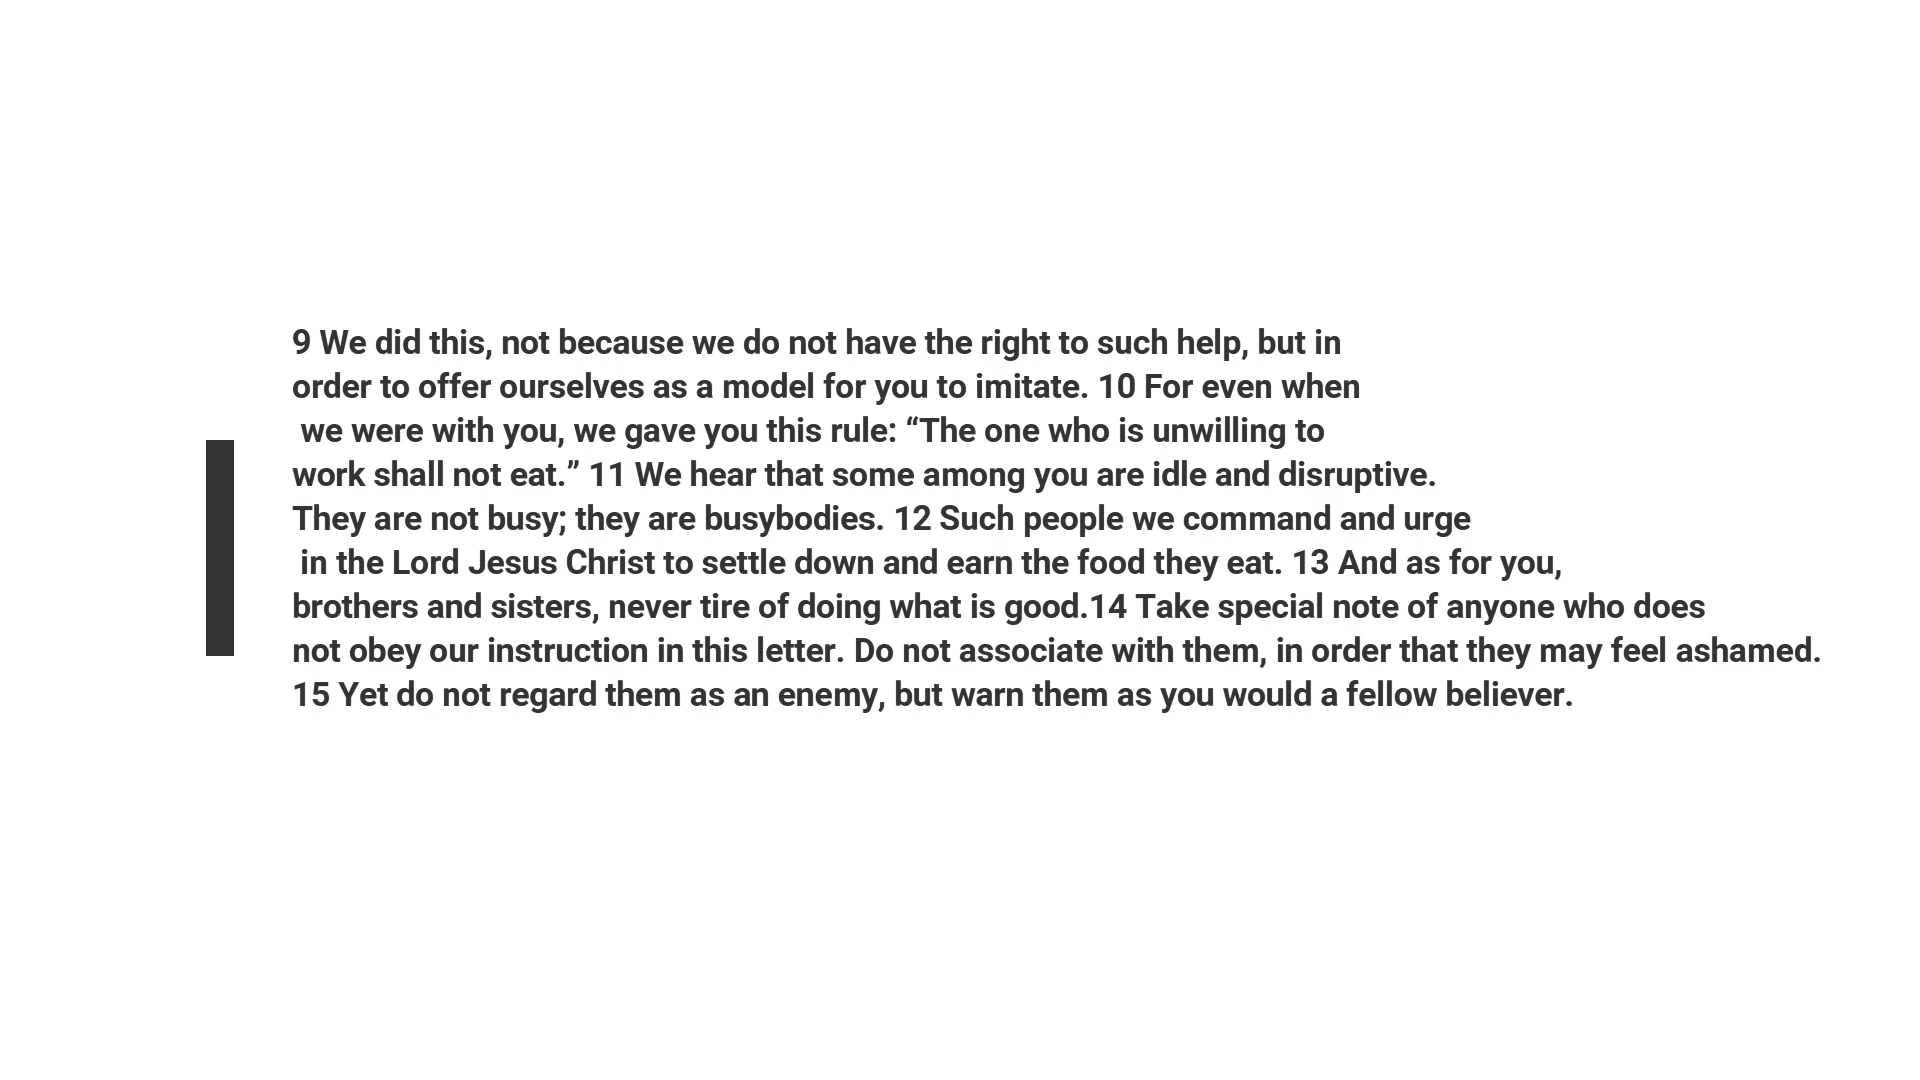 9 We did this, not because we do not have the right to such help, but in
order to offer ourselves as a model for you to imitate. 10 For even when
we were with you, we gave you this rule: “The one who is unwilling to
work shall not eat.” 11 We hear that some among you are idle and disruptive.
They are not busy; they are busybodies. 12 Such people we command and urge
in the Lord Jesus Christ to settle down and earn the food they eat. 13 And as for you,
brothers and sisters, never tire of doing what is good.14 Take special note of anyone who does
not obey our instruction in this letter. Do not associate with them, in order that they may feel ashamed.
15 Yet do not regard them as an enemy, but warn them as you would a fellow believer.